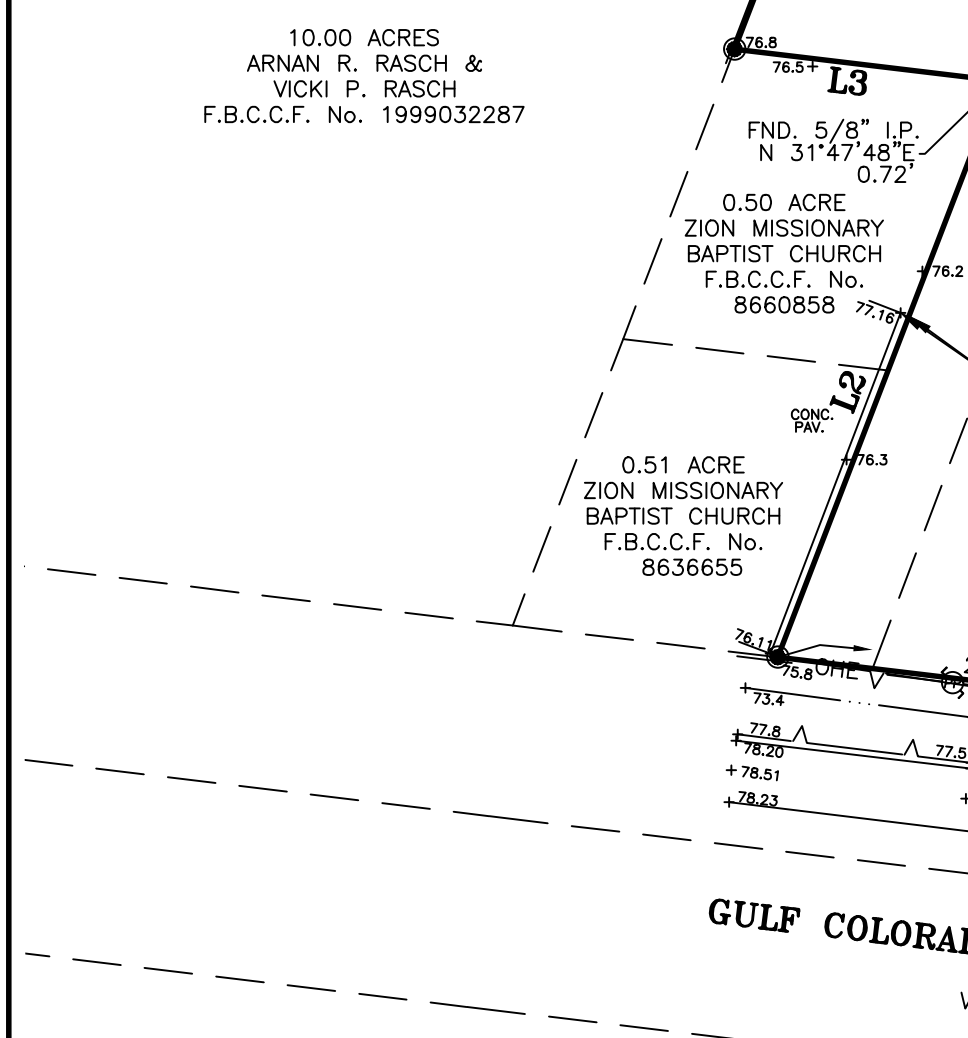 10.00 ACRES
ARNAN R. RASCH &
VICKI P. RASCH
F.B.C.C.F. No. 1999032287
76.8
76.5
L3
FND. 5/8" I.P.
N 31°47'48"E
0.72'
0.50 ACRE
ZION MISSIONARY
BAPTIST CHURCH
F.B.C.C.F. No.
8660858
76.2
77.16
L2
CONC.
PAV.
76.3
0.51 ACRE
ZION MISSIONARY
BAPTIST CHURCH
F.B.C.C.F. No.
8636655
76.11
75.8
OHE
73.4
77.8
77.5
78.20
78.51
78.23
GULF